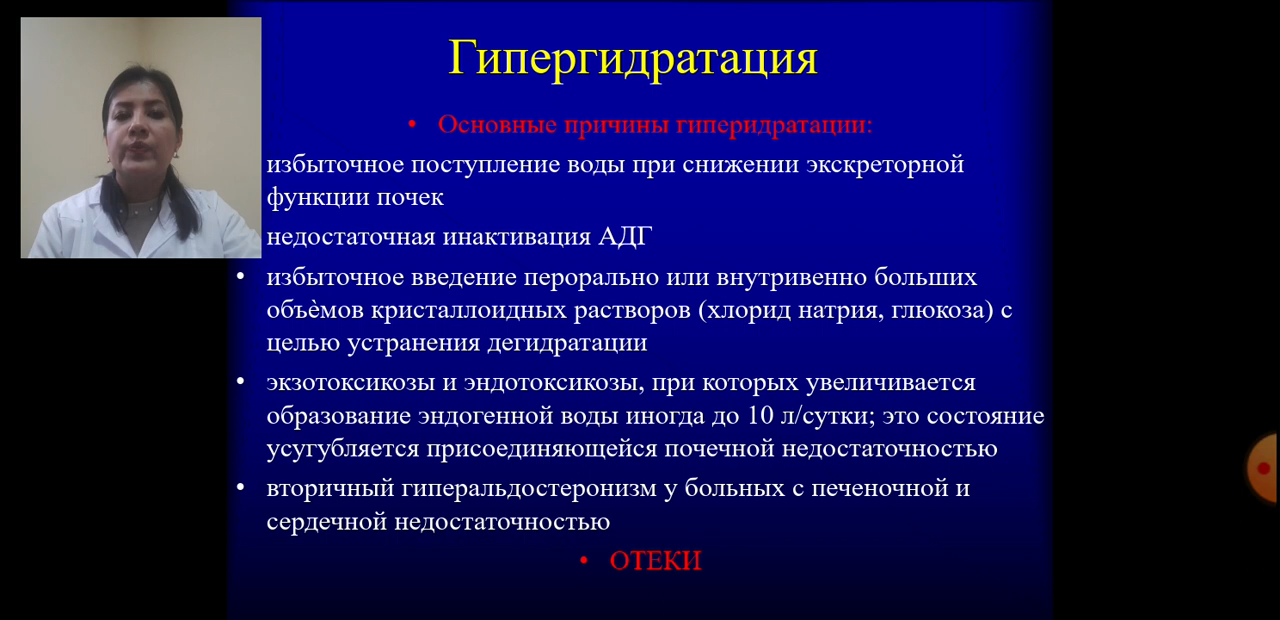 Гипергидратация
• Основные причины гиперидратации:
избыточное поступление воды при снижении экскреторной
функции почек
недостаточная инактивация АДГ
• избыточное введение перорально или внутривенно больших
объѐмов кристаллоидных растворов (хлорид натрия, глюкоза) с
целью устранения дегидратации
• экзотоксикозы и эндотоксикозы, при которых увеличивается
образование эндогенной воды иногда до 10 л/сутки; это состояние
усугубляется присоединяющейся почечной недостаточностью
• вторичный гиперальдостеронизм у больных с печеночной и
сердечной недостаточностью
• ОТЕКИ